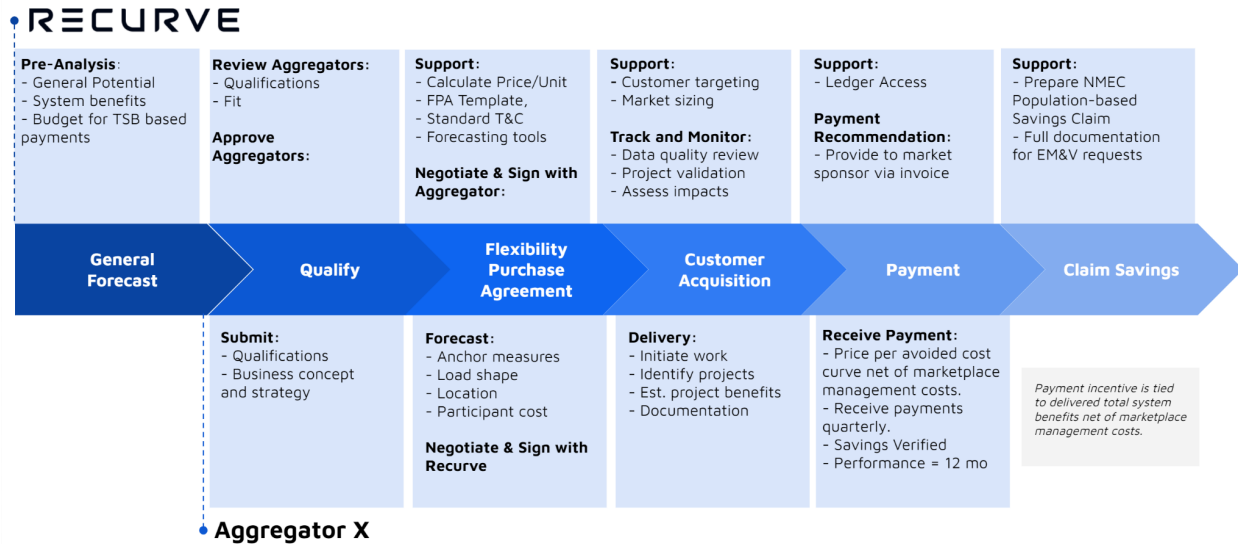 RECURVE
Pre-Analysis:
- General Potential
- System benefits
- Budget for TSB based
payments
Review Aggregators:
- Qualifications
- Fit
Approve
Aggregators:
Support:
- Calculate Price/Unit
- FPA Template,
- Standard T&C
- Forecasting tools
Negotiate & Sign with
Aggregator:
Support:
- Customer targeting
- Market sizing
Track and Monitor:
- Data quality review
- Project validation
- Assess impacts
Support:
- Ledger Access
Payment
Recommendation:
- Provide to market
sponsor via invoice
Support:
- Prepare NMEC
Population-based
Savings Claim
- Full documentation
for EM&V requests
General
Forecast
Qualify
Flexibility
Purchase
Agreement
Customer
Acquisition
Payment
Claim Savings
Submit:
- Qualifications
- Business concept
and strategy
Forecast:
- Anchor measures
- Load shape
- Location
- Participant cost
Negotiate & Sign with
Recurve
Delivery:
- Initiate work
- Identify projects
- Est. project benefits
- Documentation
Receive Payment:
- Price per avoided cost
curve net of marketplace
management costs.
- Receive payments
quarterly.
- Savings Verified
- Performance = 12 mo
Payment incentive is tied
to delivered total system
benefits net of marketplace
management costs.
Aggregator X